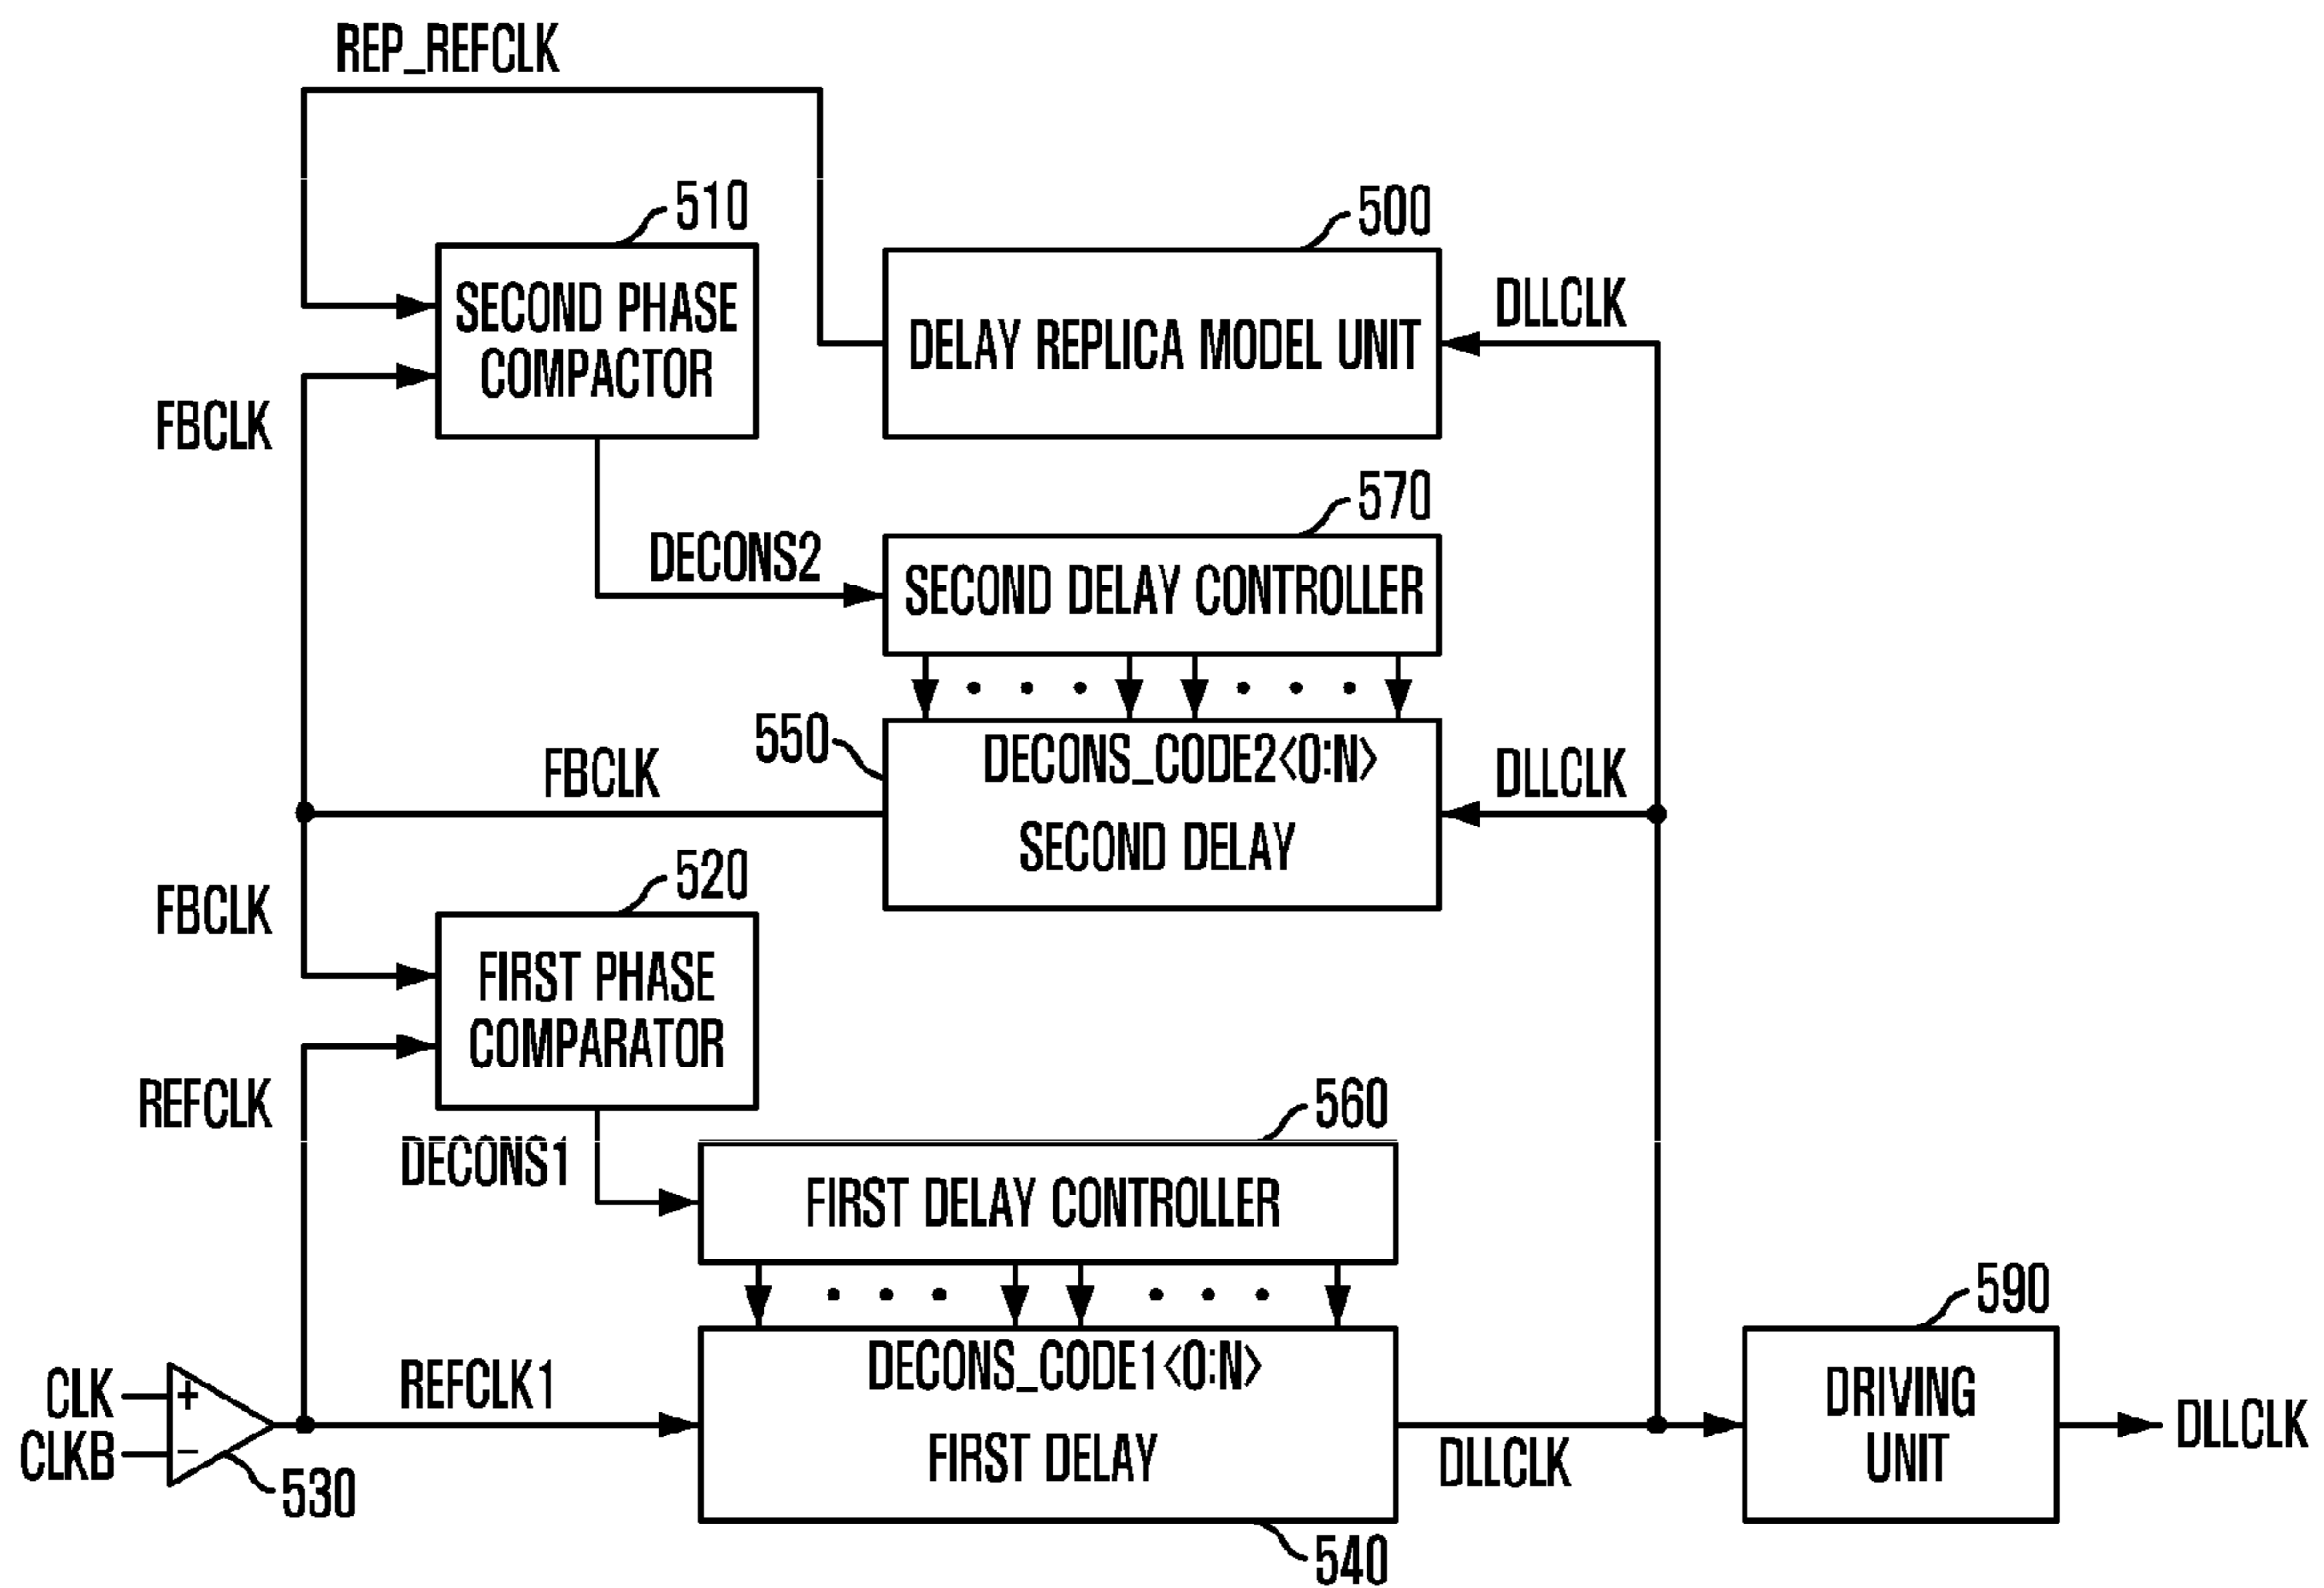 REP_REFCLK
510
500
SECOND PHASE
COMPACTOR
DELAY REPLICA MODEL UNIT
DLLCLK
FBCLK
570
DECONS2
SECOND DELAY CONTROLLER
550
DECONS_CODE2<0:N>
SECOND DELAY
FBCLK
DLLCLK
520
FBCLK
FIRST PHASE
COMPARATOR
REFCLK
560
DECONS1
FIRST DELAY CONTROLLER
590
CLK
+
CLKB
−
530
REFCLK1
DECONS_CODE1<0:N>
FIRST DELAY
540
DLLCLK
DRIVING
UNIT
DLLCLK